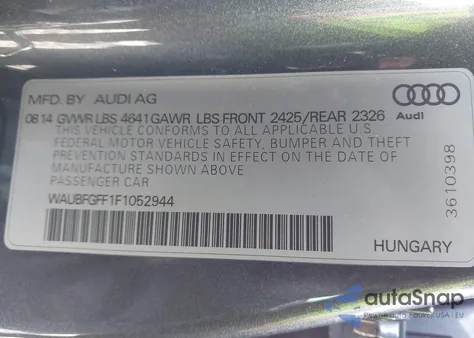 MFD. BY AUDI AG
08.14 GVWR LBS 4641 GAWR LBS FRONT 2425/REAR 2326
Audi
THIS VEHICLE CONFORMS TO ALL APPLICABLE U.S.
FEDERAL MOTOR VEHICLE SAFETY, BUMPER AND THEFT
PREVENTION STANDARDS IN EFFECT ON THE DATE OF
MANUFACTURE SHOWN ABOVE
PASSENGER CAR
WAUBFGFF1F1052944
3610398
HUNGARY
autoSnap